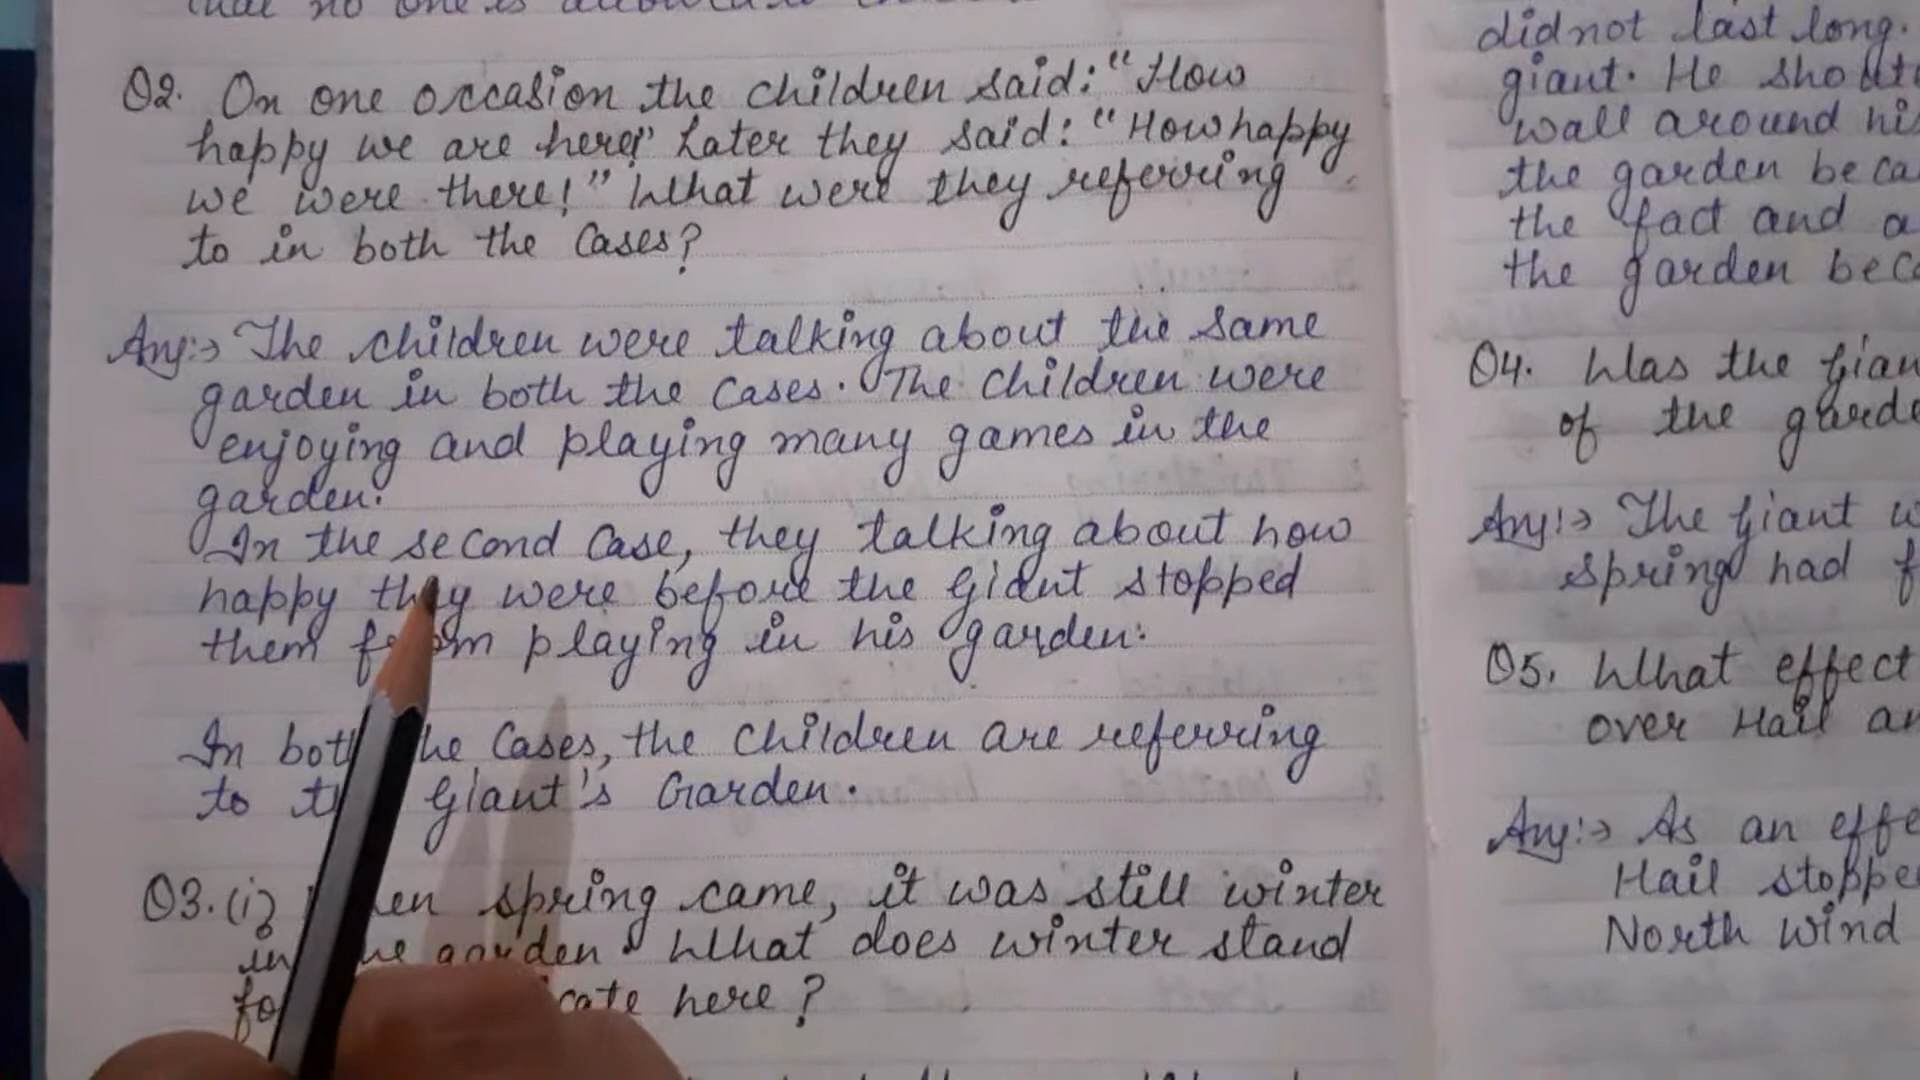 Q2. On one occasion the children said: "How
happy we are here!" Later they said: "How happy
we were there!" What were they referring
to in both the Cases?
Ans:→ The children were talking about the same
garden in both the Cases. The children were
enjoying and playing many games in the
garden.
In the second Case, they talking about how
happy they were before the Giant stopped
them from playing in his garden.
In both the Cases, the children are referring
to the Giant's Garden.
Q3.(i) When spring came, it was still winter
in the garden. What does winter stand
here?
did not last long.
giant. He
wall around
the garden
the fact and a
the garden
Q4. Was the
of the
Ans:→ The Giant
spring had
Q5. What effect
over Hail
Ans:→ As an
Hail
North Wind